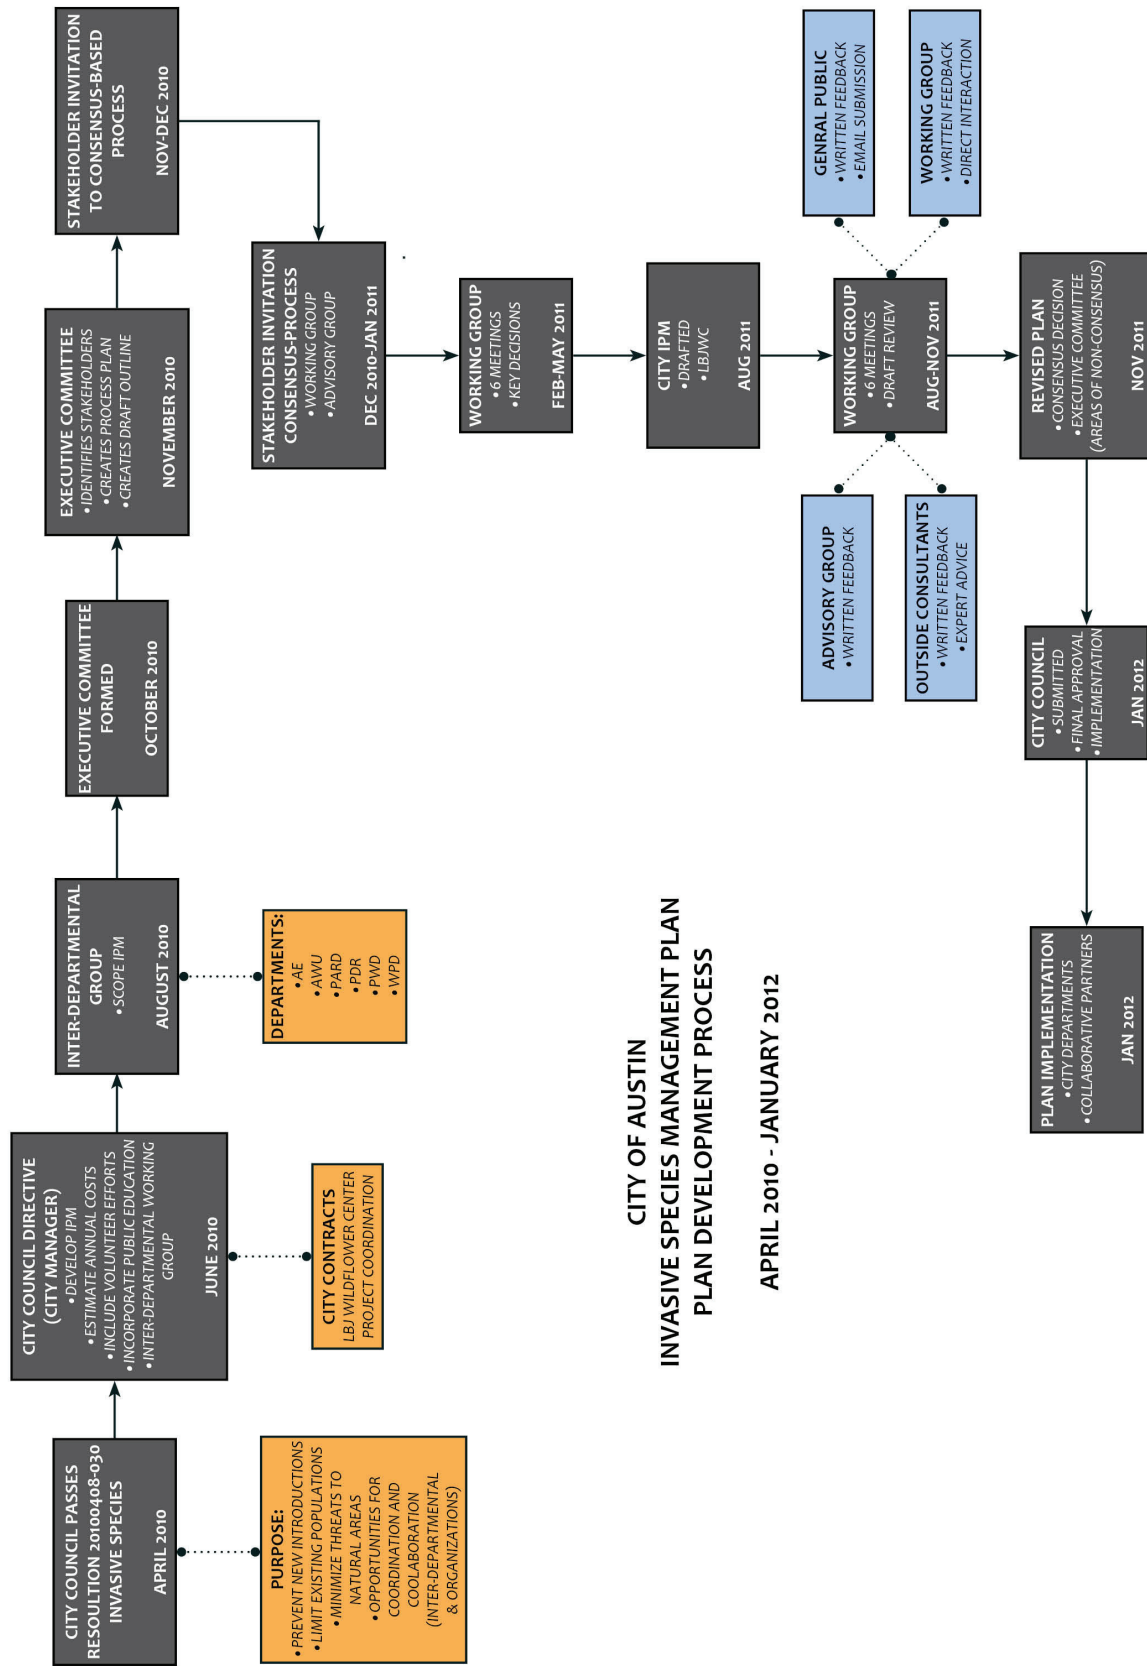 CITY COUNCIL PASSES
RESOULTION 20100408-030
INVASIVE SPECIES
APRIL 2010
PURPOSE:
• PREVENT NEW INTRODUCTIONS
• LIMIT EXISTING POPULATIONS
• MINIMIZE THREATS TO
NATURAL AREAS
• OPPORTUNITIES FOR
COORDINATION AND
COOLABORATION
(INTER-DEPARTMENTAL
& ORGANIZATIONS)
CITY COUNCIL DIRECTIVE
(CITY MANAGER)
• DEVELOP IPM
• ESTIMATE ANNUAL COSTS
• INCLUDE VOLUNTEER EFFORTS
• INCORPORATE PUBLIC EDUCATION
• INTER-DEPARTMENTAL WORKING
GROUP
JUNE 2010
CITY CONTRACTS
LBJ WILDFLOWER CENTER
PROJECT COORDINATION
INTER-DEPARTMENTAL
GROUP
• SCOPE IPM
AUGUST 2010
DEPARTMENTS:
• AE
• AWU
• PARD
• PDR
• PWD
• WPD
EXECUTIVE COMMITTEE
FORMED
OCTOBER 2010
EXECUTIVE COMMITTEE
• IDENTIFIES STAKEHOLDERS
• CREATES PROCESS PLAN
• CREATES DRAFT OUTLINE
NOVEMBER 2010
STAKEHOLDER INVITATION
TO CONSENSUS-BASED
PROCESS
NOV-DEC 2010
STAKEHOLDER INVITATION
CONSENSUS-PROCESS
• WORKING GROUP
• ADVISORY GROUP
DEC 2010-JAN 2011
WORKING GROUP
• 6 MEETINGS
• KEY DECISIONS
FEB-MAY 2011
CITY IPM
• DRAFTED
• LBJWC
AUG 2011
ADVISORY GROUP
• WRITTEN FEEDBACK
OUTSIDE CONSULTANTS
• WRITTEN FEEDBACK
• EXPERT ADVICE
WORKING GROUP
• 6 MEETINGS
• DRAFT REVIEW
AUG-NOV 2011
GENRAL PUBLIC
• WRITTEN FEEDBACK
• EMAIL SUBMISSION
WORKING GROUP
• WRITTEN FEEDBACK
• DIRECT INTERACTION
REVISED PLAN
• CONSENSUS DECISION
• EXECUTIVE COMMITTEE
(AREAS OF NON-CONSENSUS)
NOV 2011
CITY COUNCIL
• SUBMITTED
• FINAL APPROVAL
• IMPLEMENTATION
JAN 2012
PLAN IMPLEMENTATION
• CITY DEPARTMENTS
• COLLABORATIVE PARTNERS
JAN 2012
CITY OF AUSTIN
INVASIVE SPECIES MANAGEMENT PLAN
PLAN DEVELOPMENT PROCESS
APRIL 2010 - JANUARY 2012